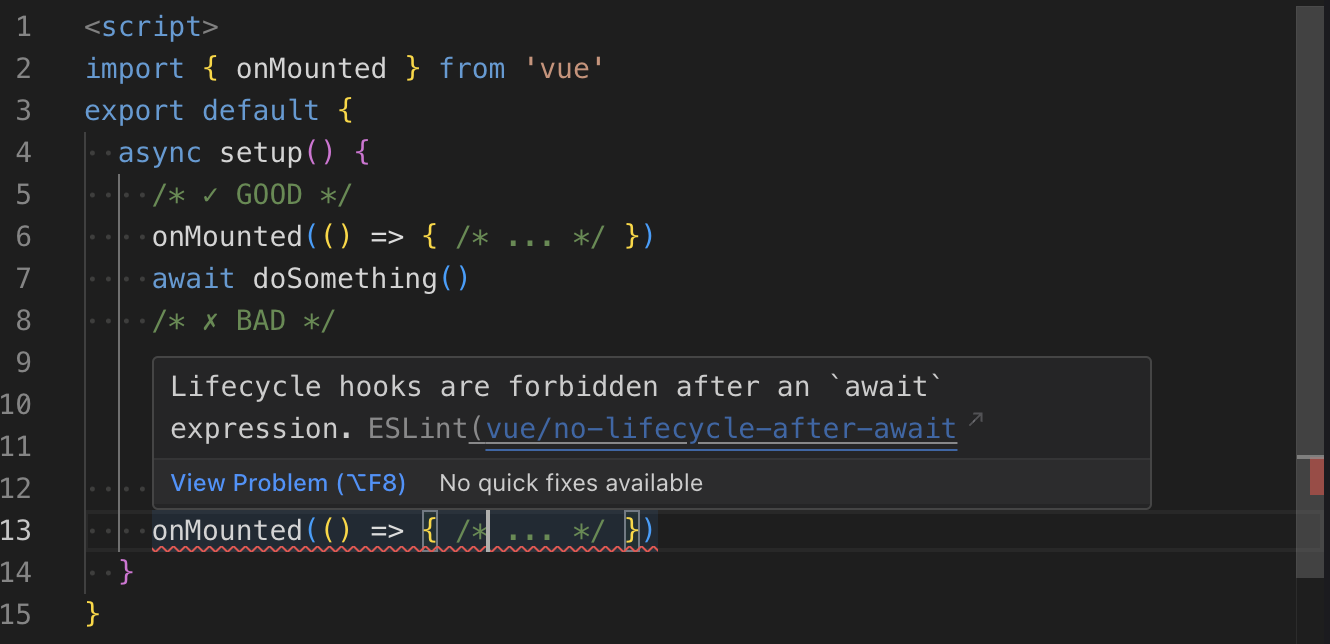 1 <script>
2 import { onMounted } from 'vue'
3 export default {
4 async setup() {
5 /* ✓ GOOD */
6 onMounted(() => { /* ... */ })
7 await doSomething()
8 /* ✗ BAD */
9
Lifecycle hooks are forbidden after an `await`
10
expression. ESLint(vue/no-lifecycle-after-await
11
12
View Problem (⌥F8) No quick fixes available
13 onMounted(() => { /* ... */ })
14 }
15 }